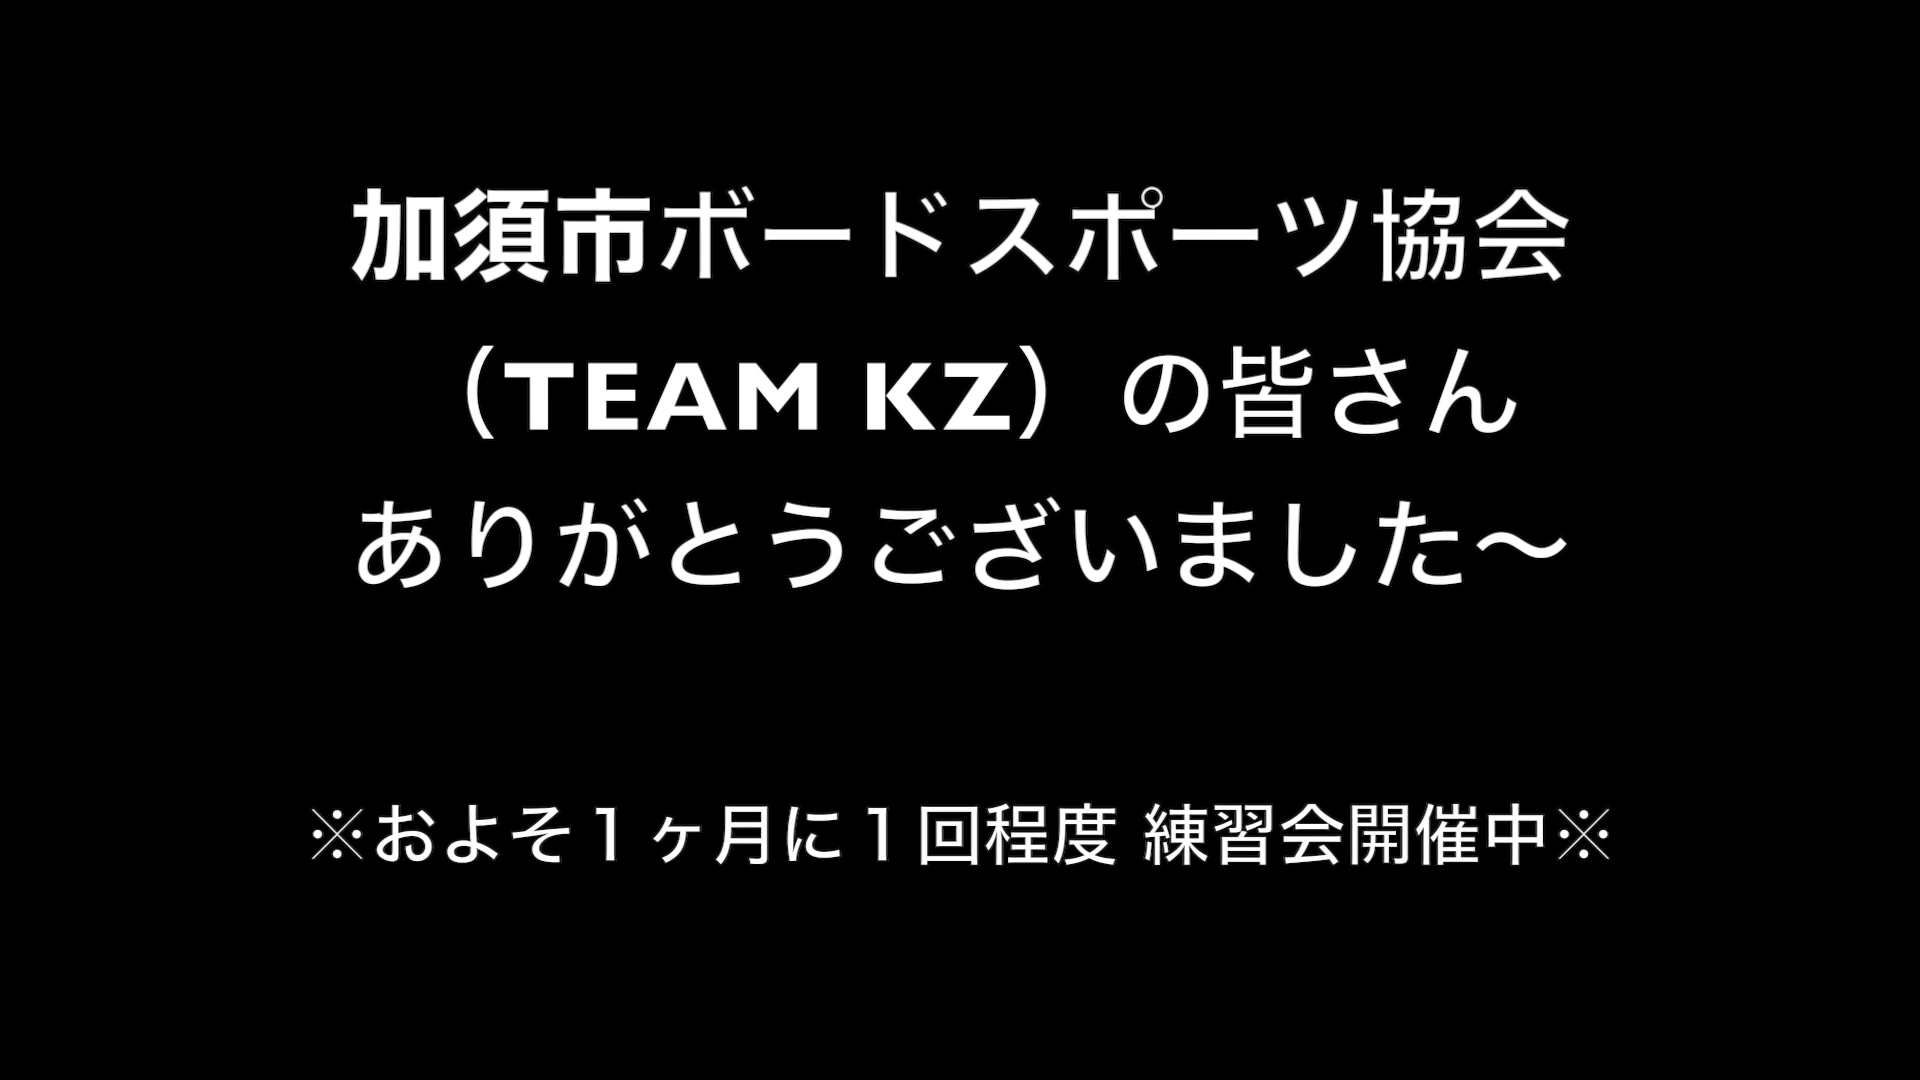 加須市ボードスポーツ協会
（TEAM KZ）の皆さん
ありがとうございました〜
※およそ１ヶ月に１回程度 練習会開催中※